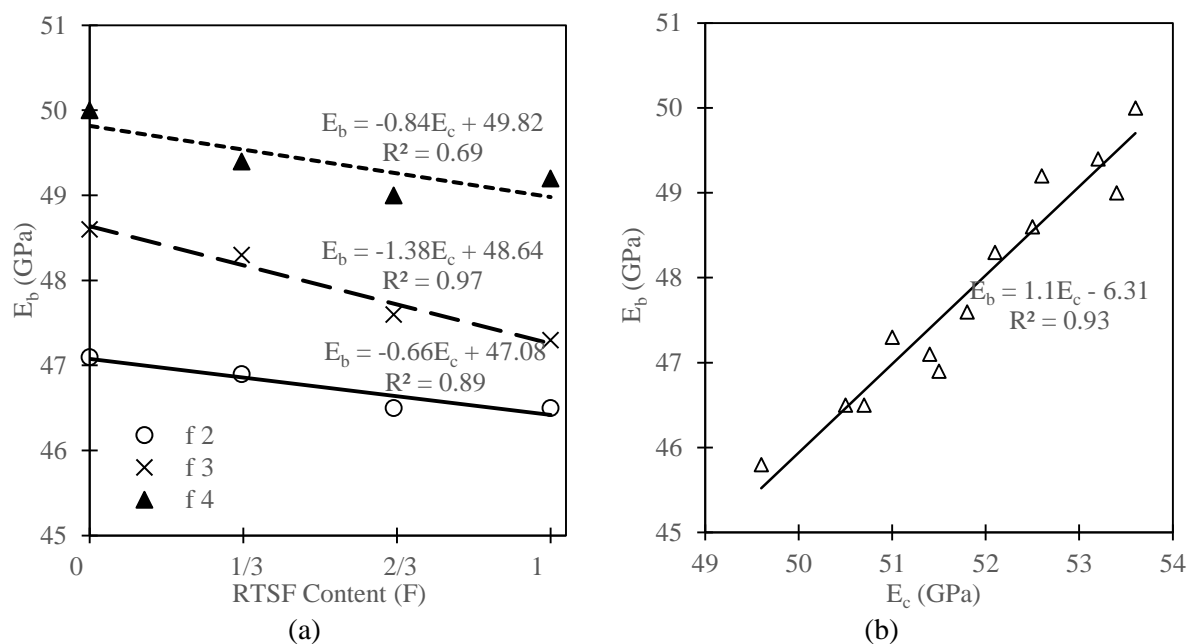 51
50
49
48
47
46
45
E_b (GPa)
E_b = -0.84E_c + 49.82
R² = 0.69
E_b = -1.38E_c + 48.64
R² = 0.97
E_b = -0.66E_c + 47.08
R² = 0.89
f 2
f 3
f 4
0 1/3 2/3 1
RTSF Content (F)
(a)
51
50
49
48
47
46
45
E_b (GPa)
E_b = 1.1E_c - 6.31
R² = 0.93
49 50 51 52 53 54
E_c (GPa)
(b)